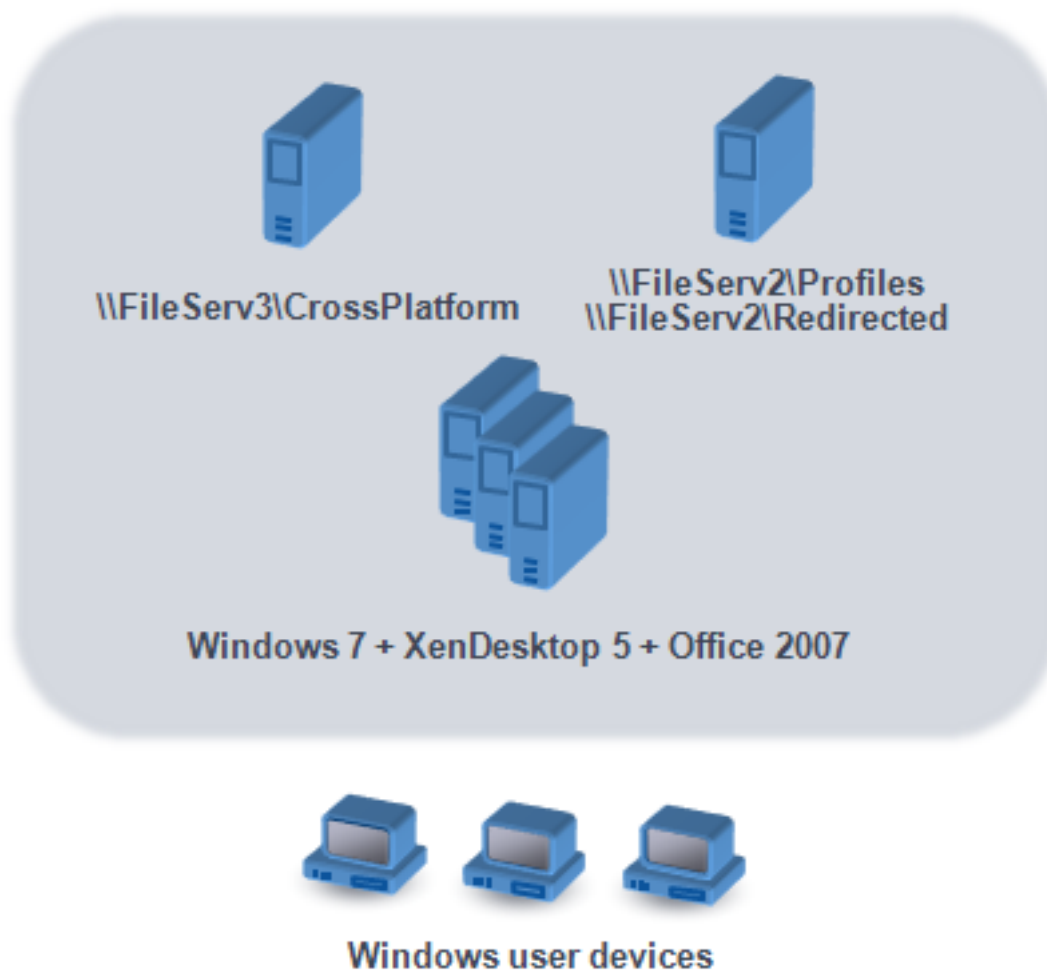 \\FileServ3\CrossPlatform
\\FileServ2\Profiles
\\FileServ2\Redirected
Windows 7 + XenDesktop 5 + Office 2007
Windows user devices